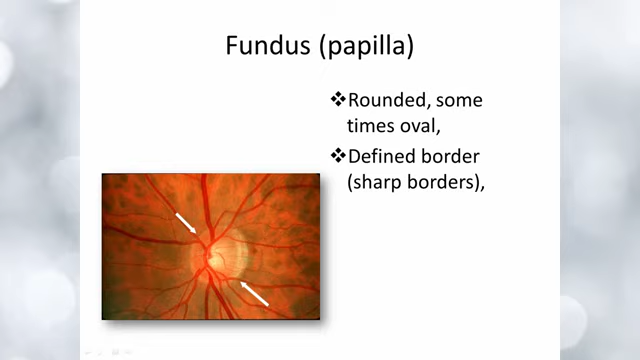 Fundus (papilla)
❖Rounded, some
times oval,
❖Defined border
(sharp borders),